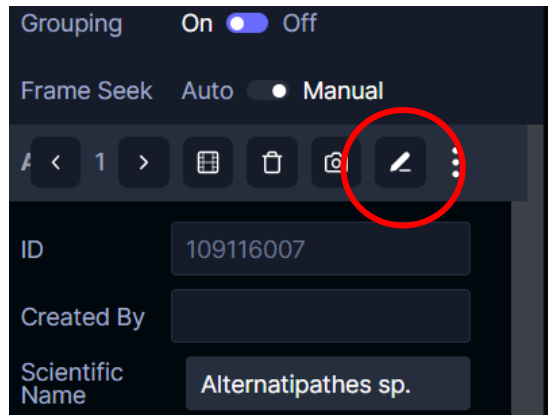 Grouping On Off
Frame Seek Auto Manual
1
ID 109116007
Created By
Scientific Name Alternatipathes sp.